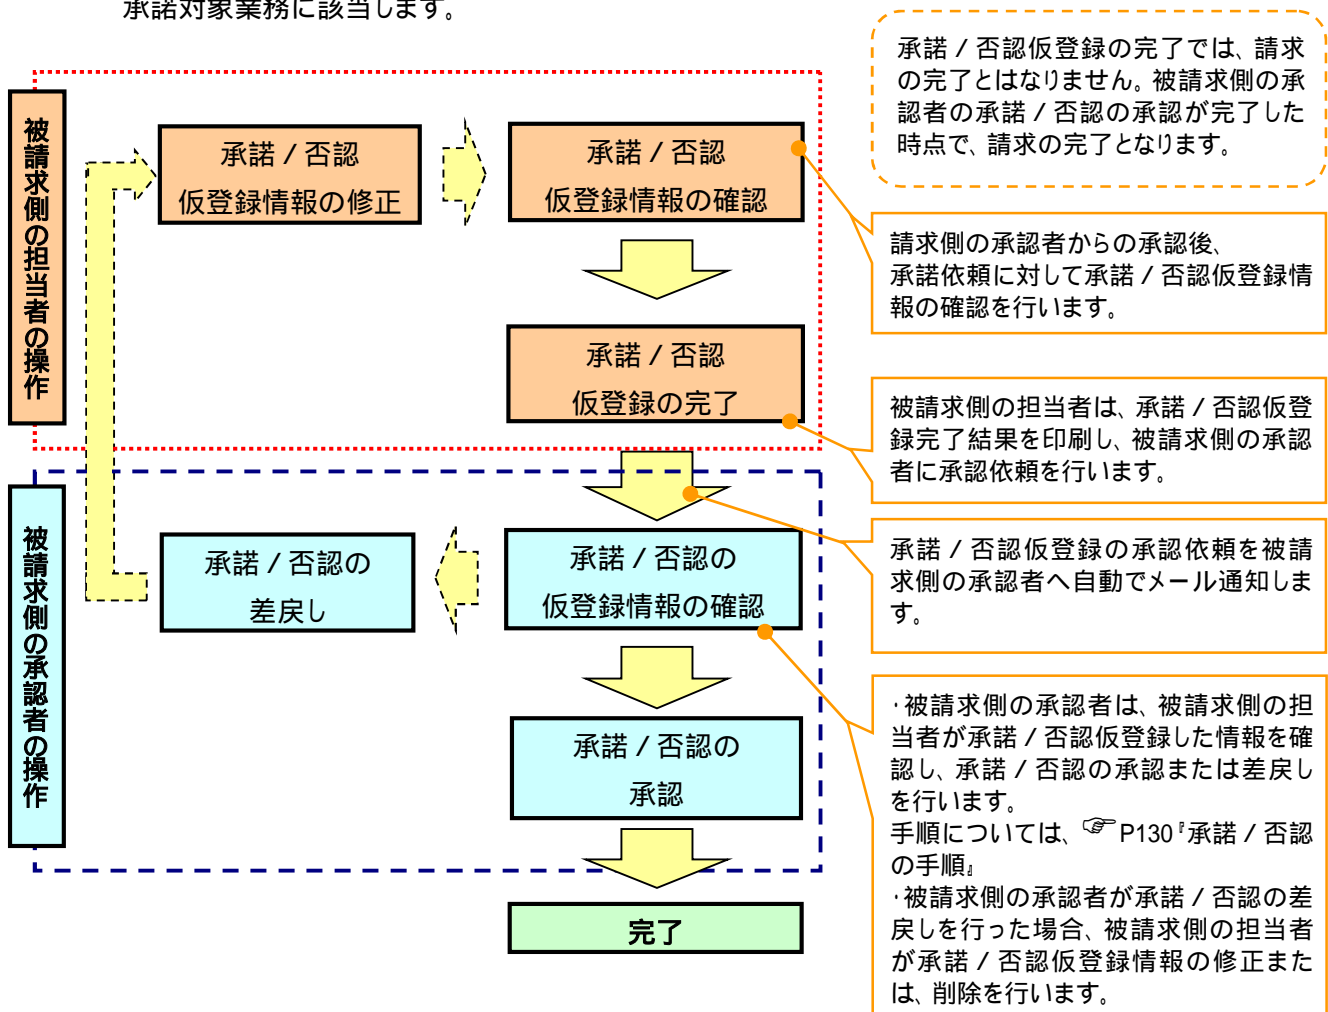 承諾対象業務に該当します。
承諾／否認仮登録の完了では、請求
の完了とはなりません。被請求側の承
認者の承諾／否認の承認が完了した
時点で、請求の完了となります。
被請求側の担当者の操作
承諾／否認
仮登録情報の修正
承諾／否認
仮登録情報の確認
請求側の承認者からの承認後、
承諾依頼に対して承諾／否認仮登録情
報の確認を行います。
承諾／否認
仮登録の完了
被請求側の担当者は、承諾／否認仮登
録完了結果を印刷し、被請求側の承認
者に承認依頼を行います。
被請求側の承認者の操作
承諾／否認の
差戻し
承諾／否認の
仮登録情報の確認
承諾／否認仮登録の承認依頼を被請
求側の承認者へ自動でメール通知しま
す。
承諾／否認の
承認
・被請求側の承認者は、被請求側の担
当者が承諾／否認仮登録した情報を確
認し、承諾／否認の承認または差戻し
を行います。
手順については、☞P130『承諾／否認
の手順』
・被請求側の承認者が承諾／否認の差
戻しを行った場合、被請求側の担当者
が承諾／否認仮登録情報の修正また
は、削除を行います。
完了